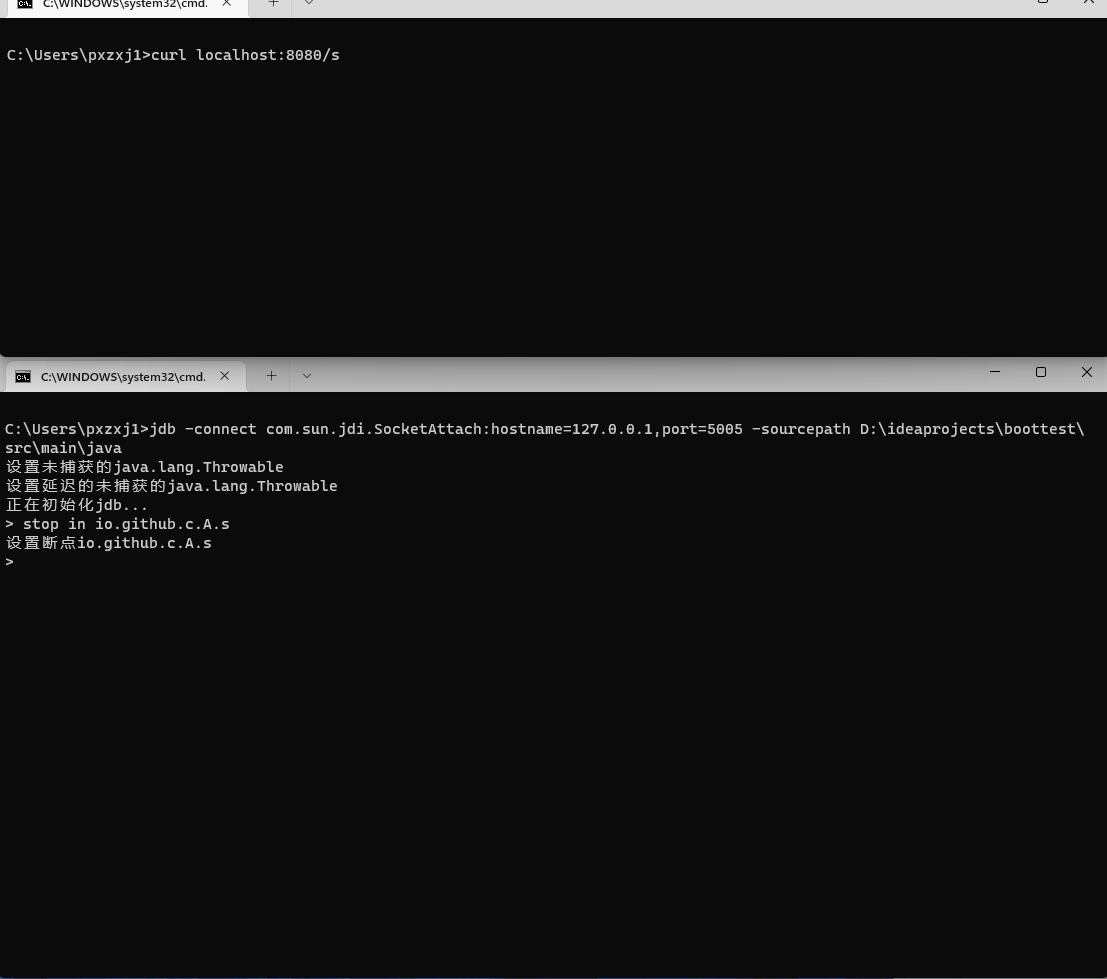 C:\WINDOWS\system32\cmd.
C:\Users\pxzxj1>curl localhost:8080/s
C:\WINDOWS\system32\cmd.
C:\Users\pxzxj1>jdb -connect com.sun.jdi.SocketAttach:hostname=127.0.0.1,port=5005 -sourcepath D:\ideaprojects\boottest\
src\main\java
设置未捕获的java.lang.Throwable
设置延迟的未捕获的java.lang.Throwable
正在初始化jdb...
> stop in io.github.c.A.s
设置断点io.github.c.A.s
>